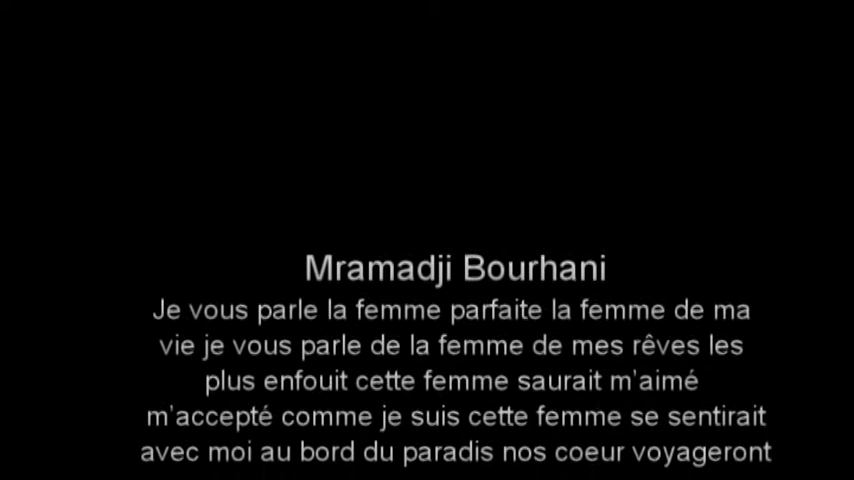 Mramadji Bourhani
Je vous parle la femme parfaite la femme de ma
vie je vous parle de la femme de mes rêves les
plus enfouit cette femme saurait m'aimé
m'accepté comme je suis cette femme se sentirait
avec moi au bord du paradis nos coeur voyageront